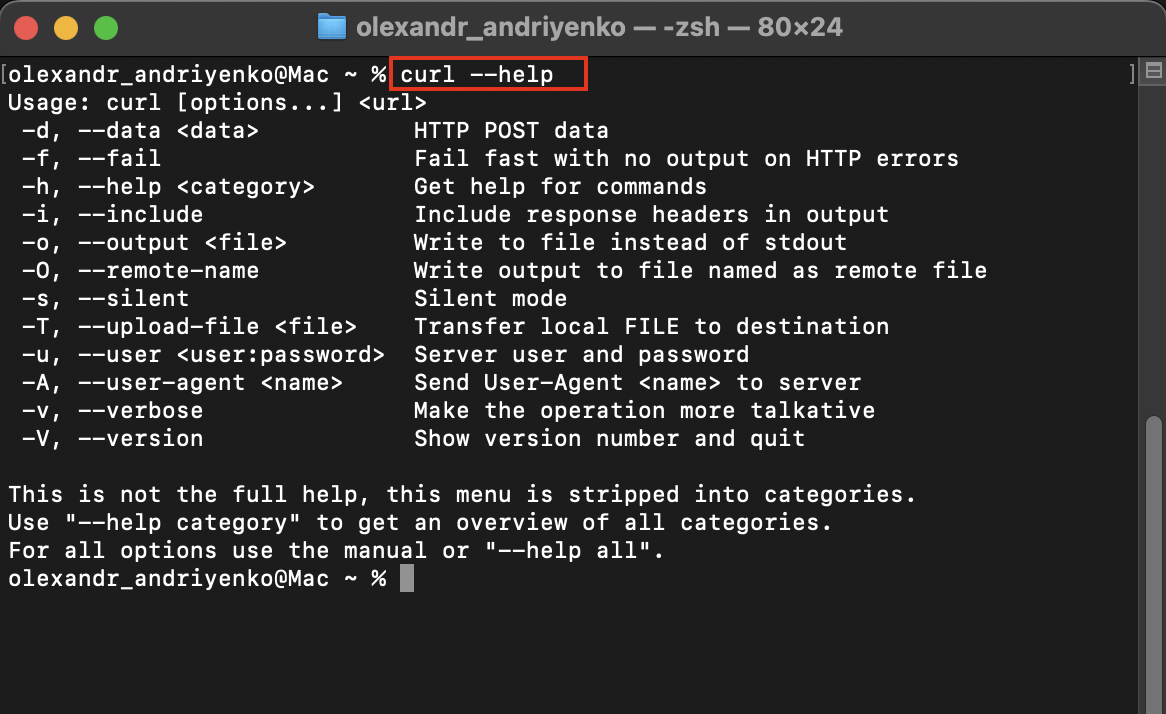 olexandr_andriyenko — -zsh — 80×24
[olexandr_andriyenko@Mac ~ % curl --help ]
Usage: curl [options...] <url>
 -d, --data <data>          HTTP POST data
 -f, --fail                 Fail fast with no output on HTTP errors
 -h, --help <category>      Get help for commands
 -i, --include              Include response headers in output
 -o, --output <file>        Write to file instead of stdout
 -O, --remote-name          Write output to file named as remote file
 -s, --silent               Silent mode
 -T, --upload-file <file>   Transfer local FILE to destination
 -u, --user <user:password> Server user and password
 -A, --user-agent <name>    Send User-Agent <name> to server
 -v, --verbose              Make the operation more talkative
 -V, --version              Show version number and quit

This is not the full help, this menu is stripped into categories.
Use "--help category" to get an overview of all categories.
For all options use the manual or "--help all".
olexandr_andriyenko@Mac ~ %